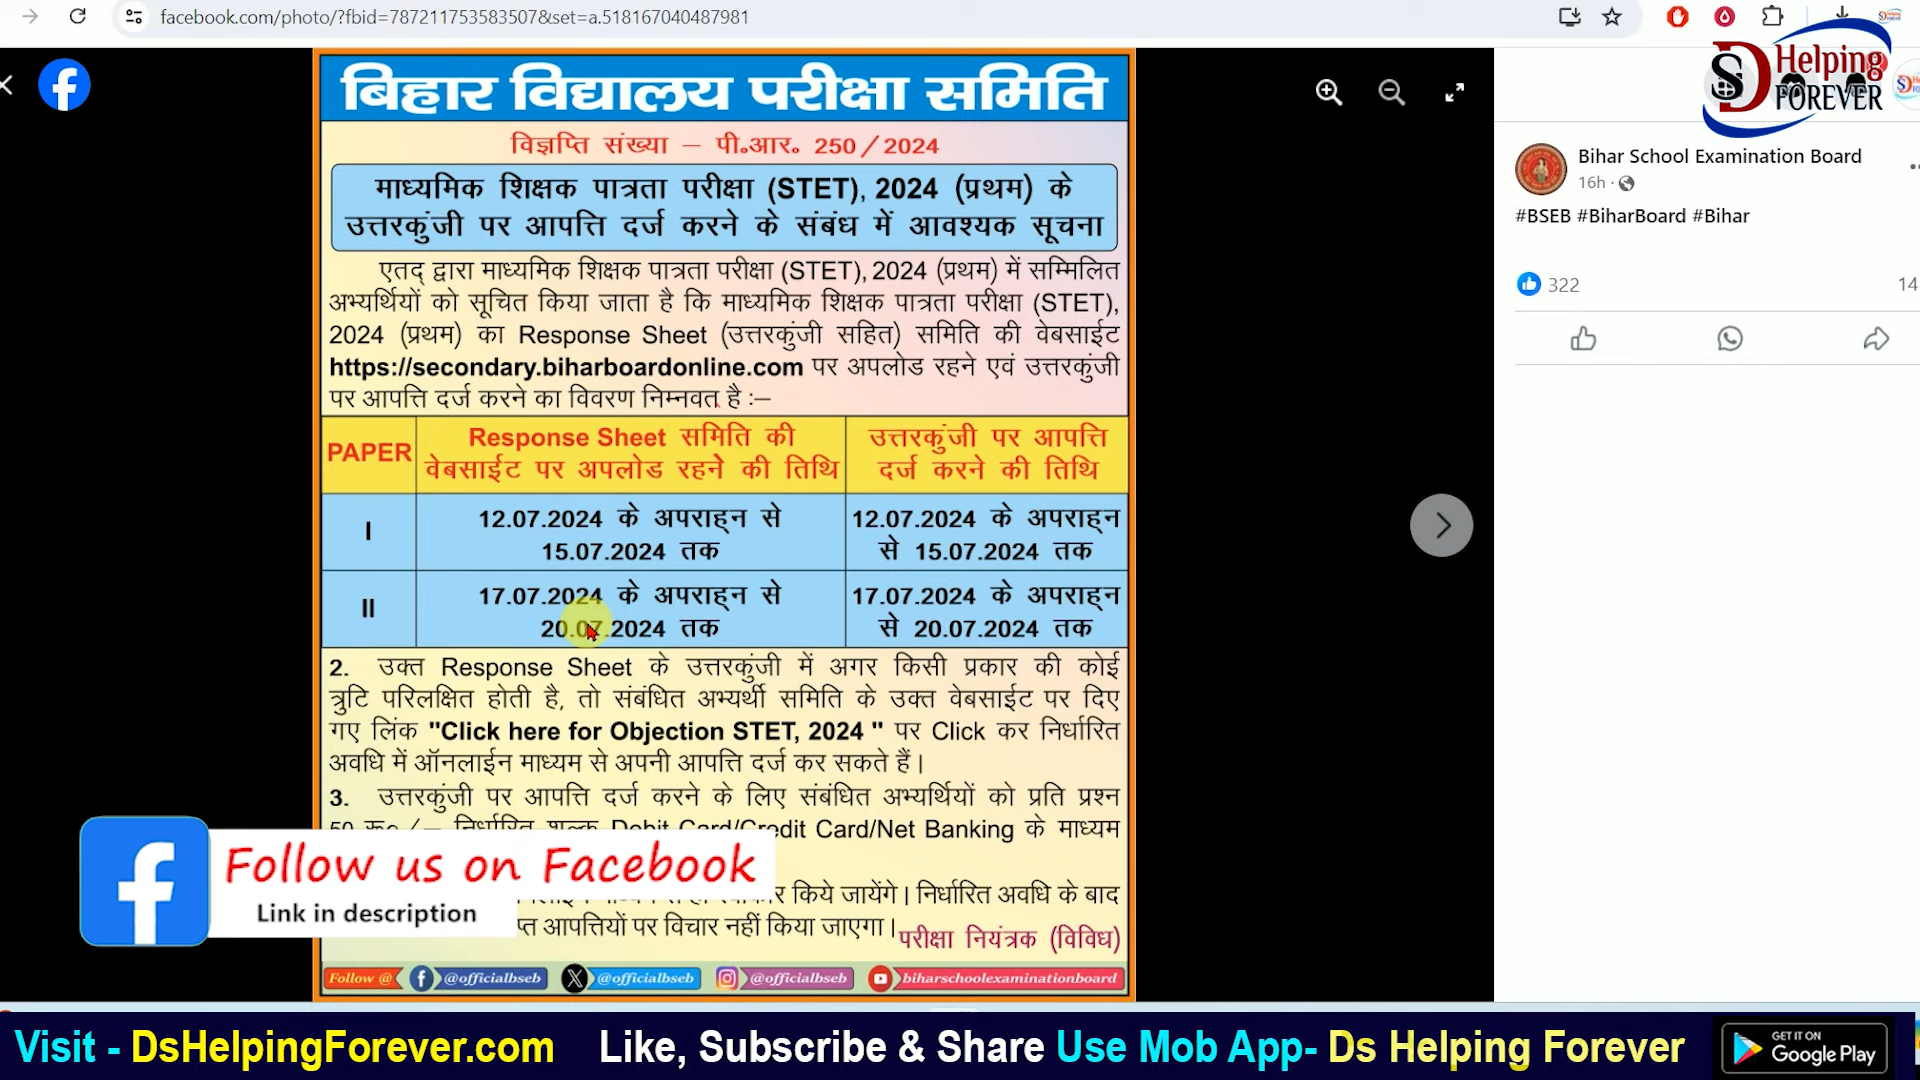 facebook.com/photo/?fbid=787211753583507&set=a.518167040487981
SD Helping FOREVER
बिहार विद्यालय परीक्षा समिति
विज्ञप्ति संख्या – पी॰आर॰ 250/2024
माध्यमिक शिक्षक पात्रता परीक्षा (STET), 2024 (प्रथम) के
उत्तरकुंजी पर आपत्ति दर्ज करने के संबंध में आवश्यक सूचना
एतद् द्वारा माध्यमिक शिक्षक पात्रता परीक्षा (STET), 2024 (प्रथम) में सम्मिलित
अभ्यर्थियों को सूचित किया जाता है कि माध्यमिक शिक्षक पात्रता परीक्षा (STET),
2024 (प्रथम) का Response Sheet (उत्तरकुंजी सहित) समिति की वेबसाईट
https://secondary.biharboardonline.com पर अपलोड रहने एवं उत्तरकुंजी
पर आपत्ति दर्ज करने का विवरण निम्नवत है :–
PAPER
Response Sheet समिति की
वेबसाईट पर अपलोड रहने की तिथि
उत्तरकुंजी पर आपत्ति
दर्ज करने की तिथि
I
12.07.2024 के अपराह्न से
15.07.2024 तक
12.07.2024 के अपराह्न
से 15.07.2024 तक
II
17.07.2024 के अपराह्न से
20.07.2024 तक
17.07.2024 के अपराह्न
से 20.07.2024 तक
2. उक्त Response Sheet के उत्तरकुंजी में अगर किसी प्रकार की कोई
त्रुटि परिलक्षित होती है, तो संबंधित अभ्यर्थी समिति के उक्त वेबसाईट पर दिए
गए लिंक "Click here for Objection STET, 2024 " पर Click कर निर्धारित
अवधि में ऑनलाईन माध्यम से अपनी आपत्ति दर्ज कर सकते हैं।
3. उत्तरकुंजी पर आपत्ति दर्ज करने के लिए संबंधित अभ्यर्थियों को प्रति प्रश्न
50 रू०/– निर्धारित शुल्क Debit Card/Credit Card/Net Banking के माध्यम
किये जायेंगे। निर्धारित अवधि के बाद
आपत्तियों पर विचार नहीं किया जाएगा।
परीक्षा नियंत्रक (विविध)
Follow @ @officialbseb @officialbseb @officialbseb biharschoolexaminationboard
Bihar School Examination Board
16h
#BSEB #BiharBoard #Bihar
322
14
Follow us on Facebook
Link in description
Visit - DsHelpingForever.com Like, Subscribe & Share Use Mob App- Ds Helping Forever
GET IT ON
Google Play